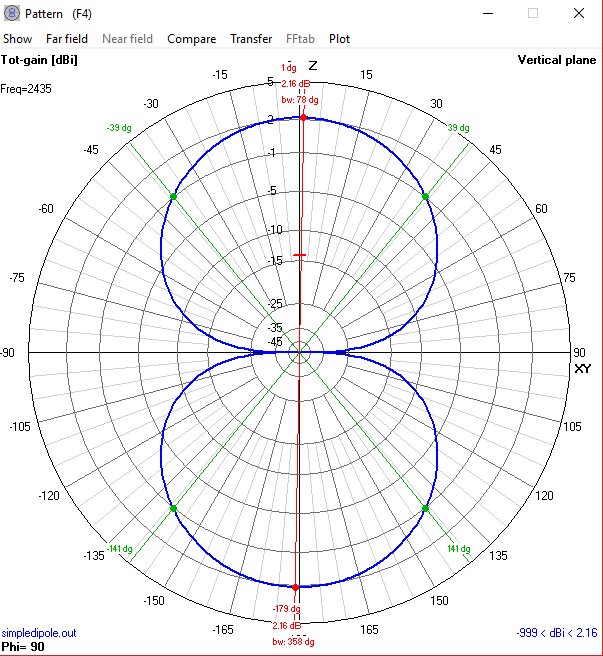 Pattern (F4)
Show Far field Near field Compare Transfer FFtab Plot
Tot-gain [dBi]
Vertical plane
Freq=2435
1 dg
Z
2.16 dB
bw: 78 dg
5
2
-1
-5
-10
-15
-25
-35
-45
-15
15
-30
30
-39 dg
39 dg
-45
45
-60
60
-75
75
-90
90
XY
-105
105
-120
120
-135
135
-141 dg
141 dg
-150
150
-165
165
-179 dg
2.16 dB
bw: 358 dg
simpledipole.out
-999 < dBi < 2.16
Phi= 90